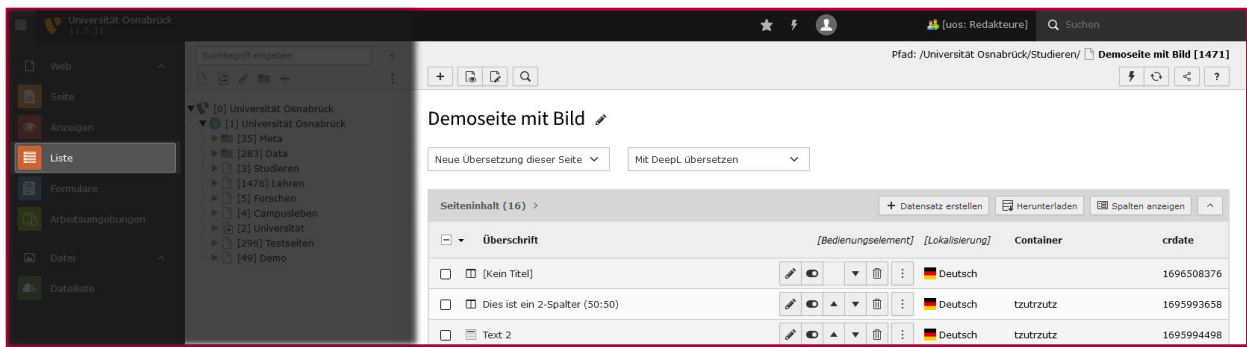 Universität Osnabrück
11.5.31
[uos: Redakteure]
Suchen
Web
Seite
Anzeigen
Liste
Formulare
Arbeitsumgebungen
Datei
Dateiliste
Suchbegriff eingeben
[0] Universität Osnabrück
[1] Universität Osnabrück
[35] Meta
[283] Data
[3] Studieren
[1476] Lehren
[5] Forschen
[4] Campusleben
[2] Universität
[296] Testseiten
[49] Demo
Pfad: /Universität Osnabrück/Studieren/ Demoseite mit Bild [1471]
Demoseite mit Bild
Neue Übersetzung dieser Seite Mit DeepL übersetzen
Seiteninhalt (16) > + Datensatz erstellen Herunterladen Spalten anzeigen
Überschrift [Bedienungselement] [Lokalisierung] Container crdate
[Kein Titel] Deutsch 1696508376
Dies ist ein 2-Spalter (50:50) Deutsch tzutrzutz 1695993658
Text 2 Deutsch tzutrzutz 1695994498